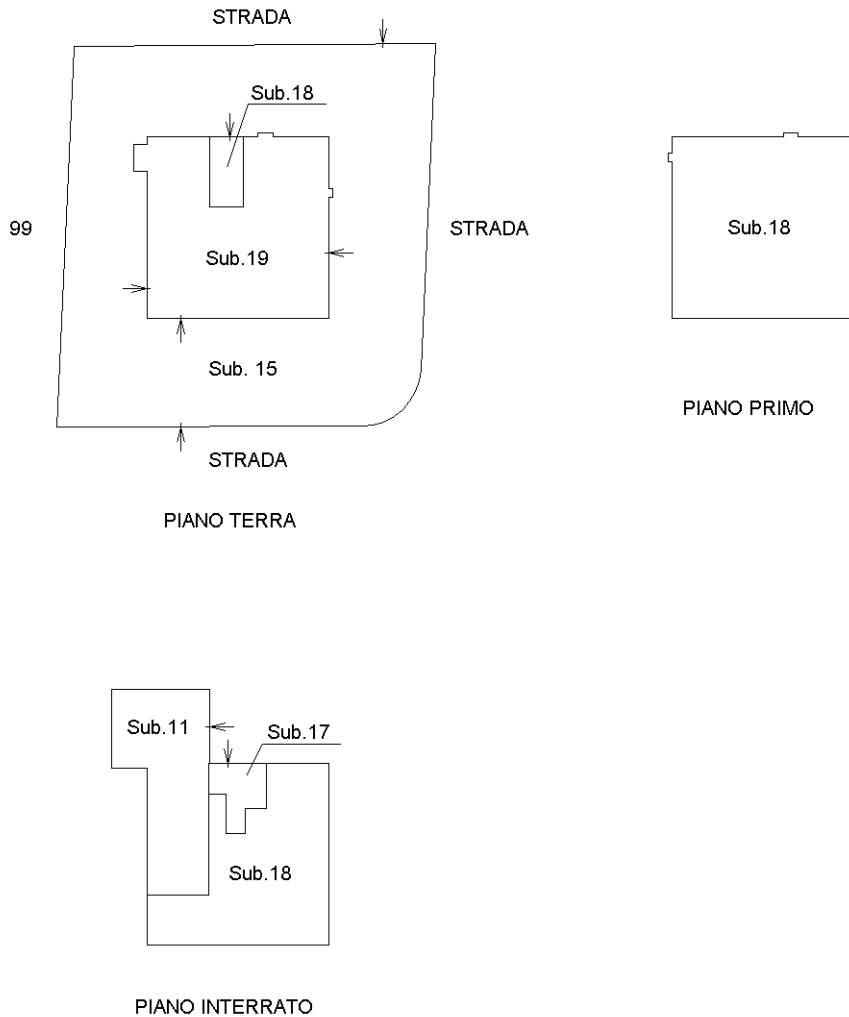 STRADA
Sub.18
99
STRADA
Sub.18
Sub.19
Sub. 15
PIANO PRIMO
STRADA
PIANO TERRA
Sub.11
Sub.17
Sub.18
PIANO INTERRATO